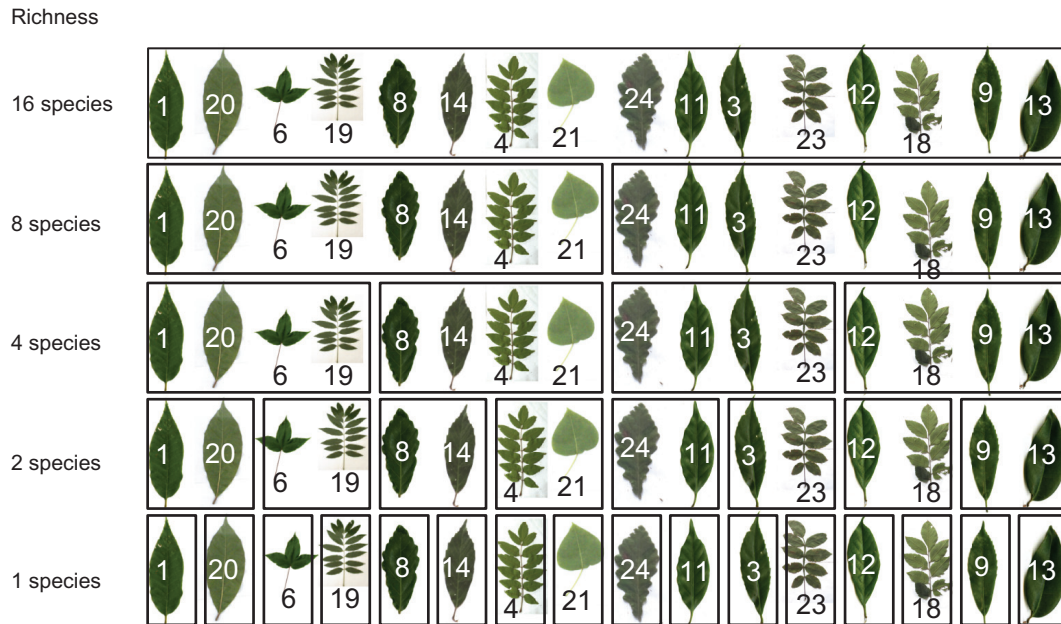 Richness
16 species 1 20 6 19 8 14 4 21 24 11 3 23 12 18 9 13
8 species 1 20 6 19 8 14 4 21 24 11 3 23 12 18 9 13
4 species 1 20 6 19 8 14 4 21 24 11 3 23 12 18 9 13
2 species 1 20 6 19 8 14 4 21 24 11 3 23 12 18 9 13
1 species 1 20 6 19 8 14 4 21 24 11 3 23 12 18 9 13